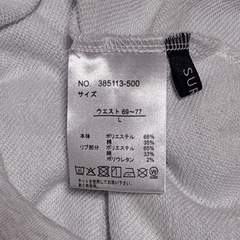 NO. 385113-500
サイズ
ウエスト 69~77
L
本体 ポリエステル 65%
綿 35%
リブ部分 ポリエステル 65%
綿 33%
ポリウレタン 2%
SUP